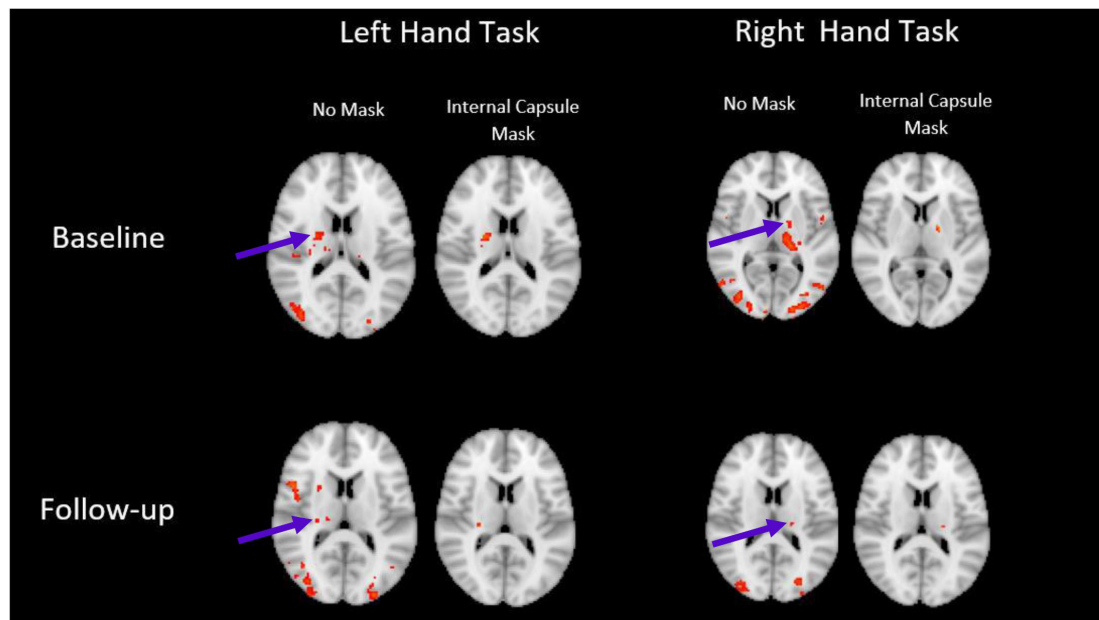 Left Hand Task
Right Hand Task
No Mask
Internal Capsule
Mask
No Mask
Internal Capsule
Mask
Baseline
Follow-up